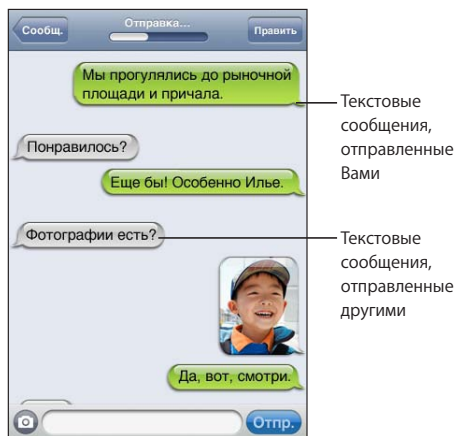 Сообщ.
Отправка...
Править
Мы прогулялись до рыночной
площади и причала.
Текстовые
сообщения,
отправленные
Вами
Понравилось?
Еще бы! Особенно Илье.
Фотографии есть?
Текстовые
сообщения,
отправленные
другими
Да, вот, смотри.
Отпр.